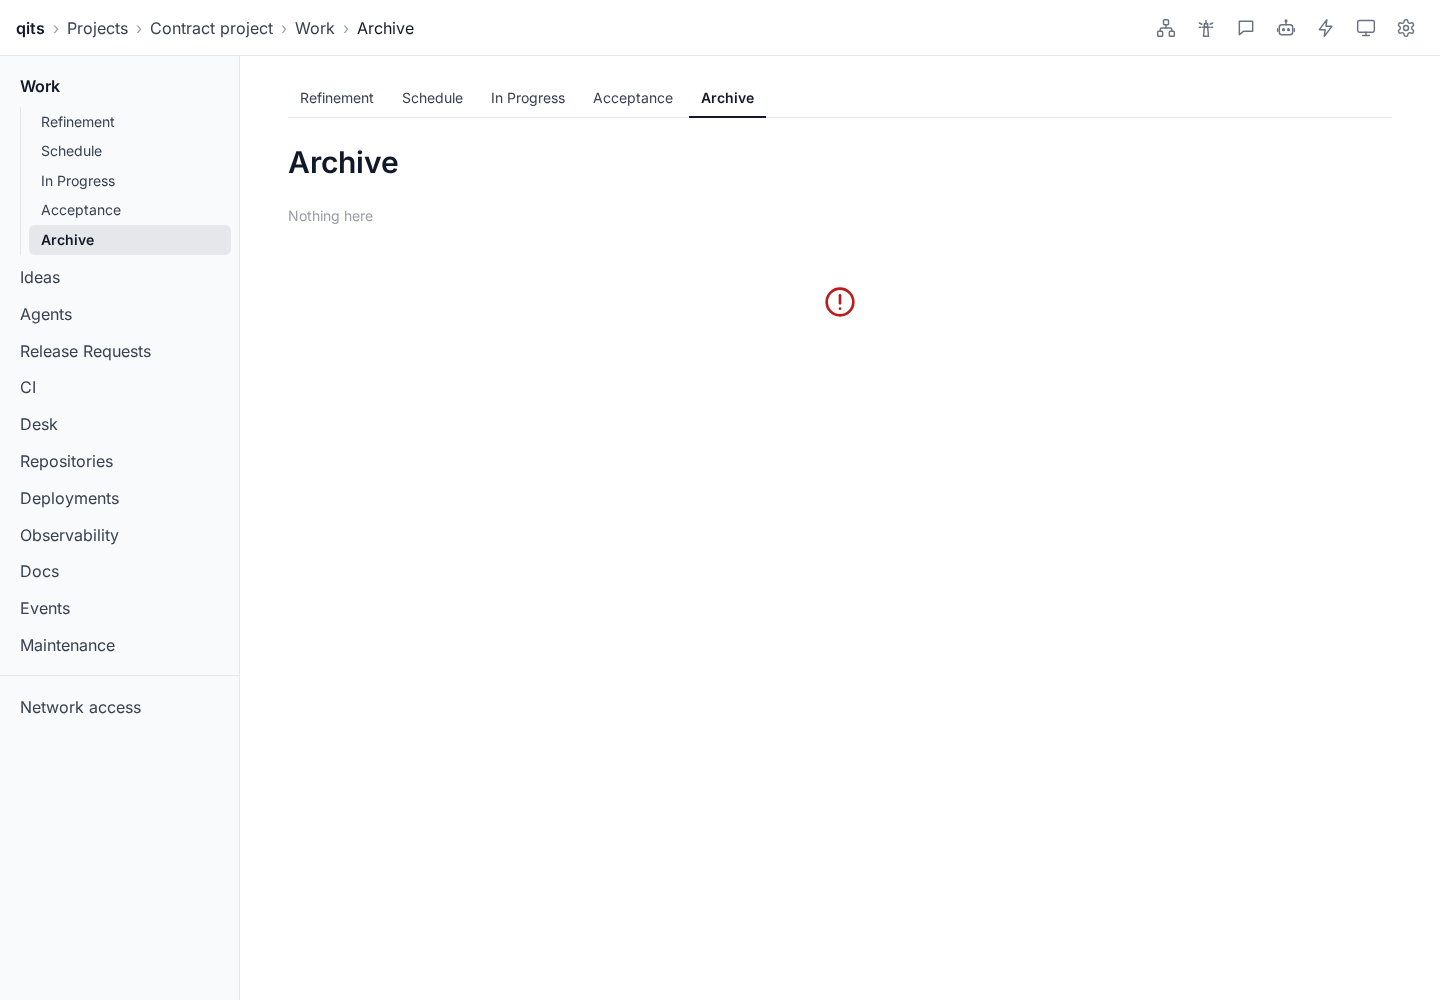 qits › Projects › Contract project › Work › Archive
Work
Refinement
Schedule
In Progress
Acceptance
Archive
Ideas
Agents
Release Requests
CI
Desk
Repositories
Deployments
Observability
Docs
Events
Maintenance
Network access
Refinement Schedule In Progress Acceptance Archive
Archive
Nothing here